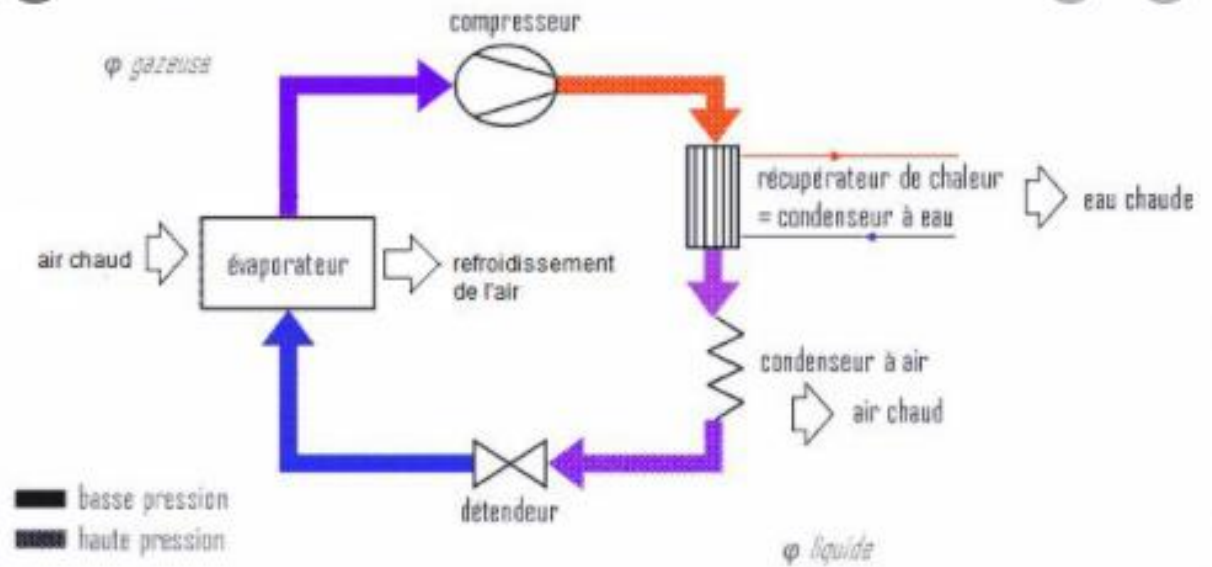 compresseur
φ gazeuse
récupérateur de chaleur
= condenseur à eau
eau chaude
air chaud
évaporateur
refroidissement
de l'air
condenseur à air
air chaud
détendeur
basse pression
haute pression
φ liquide